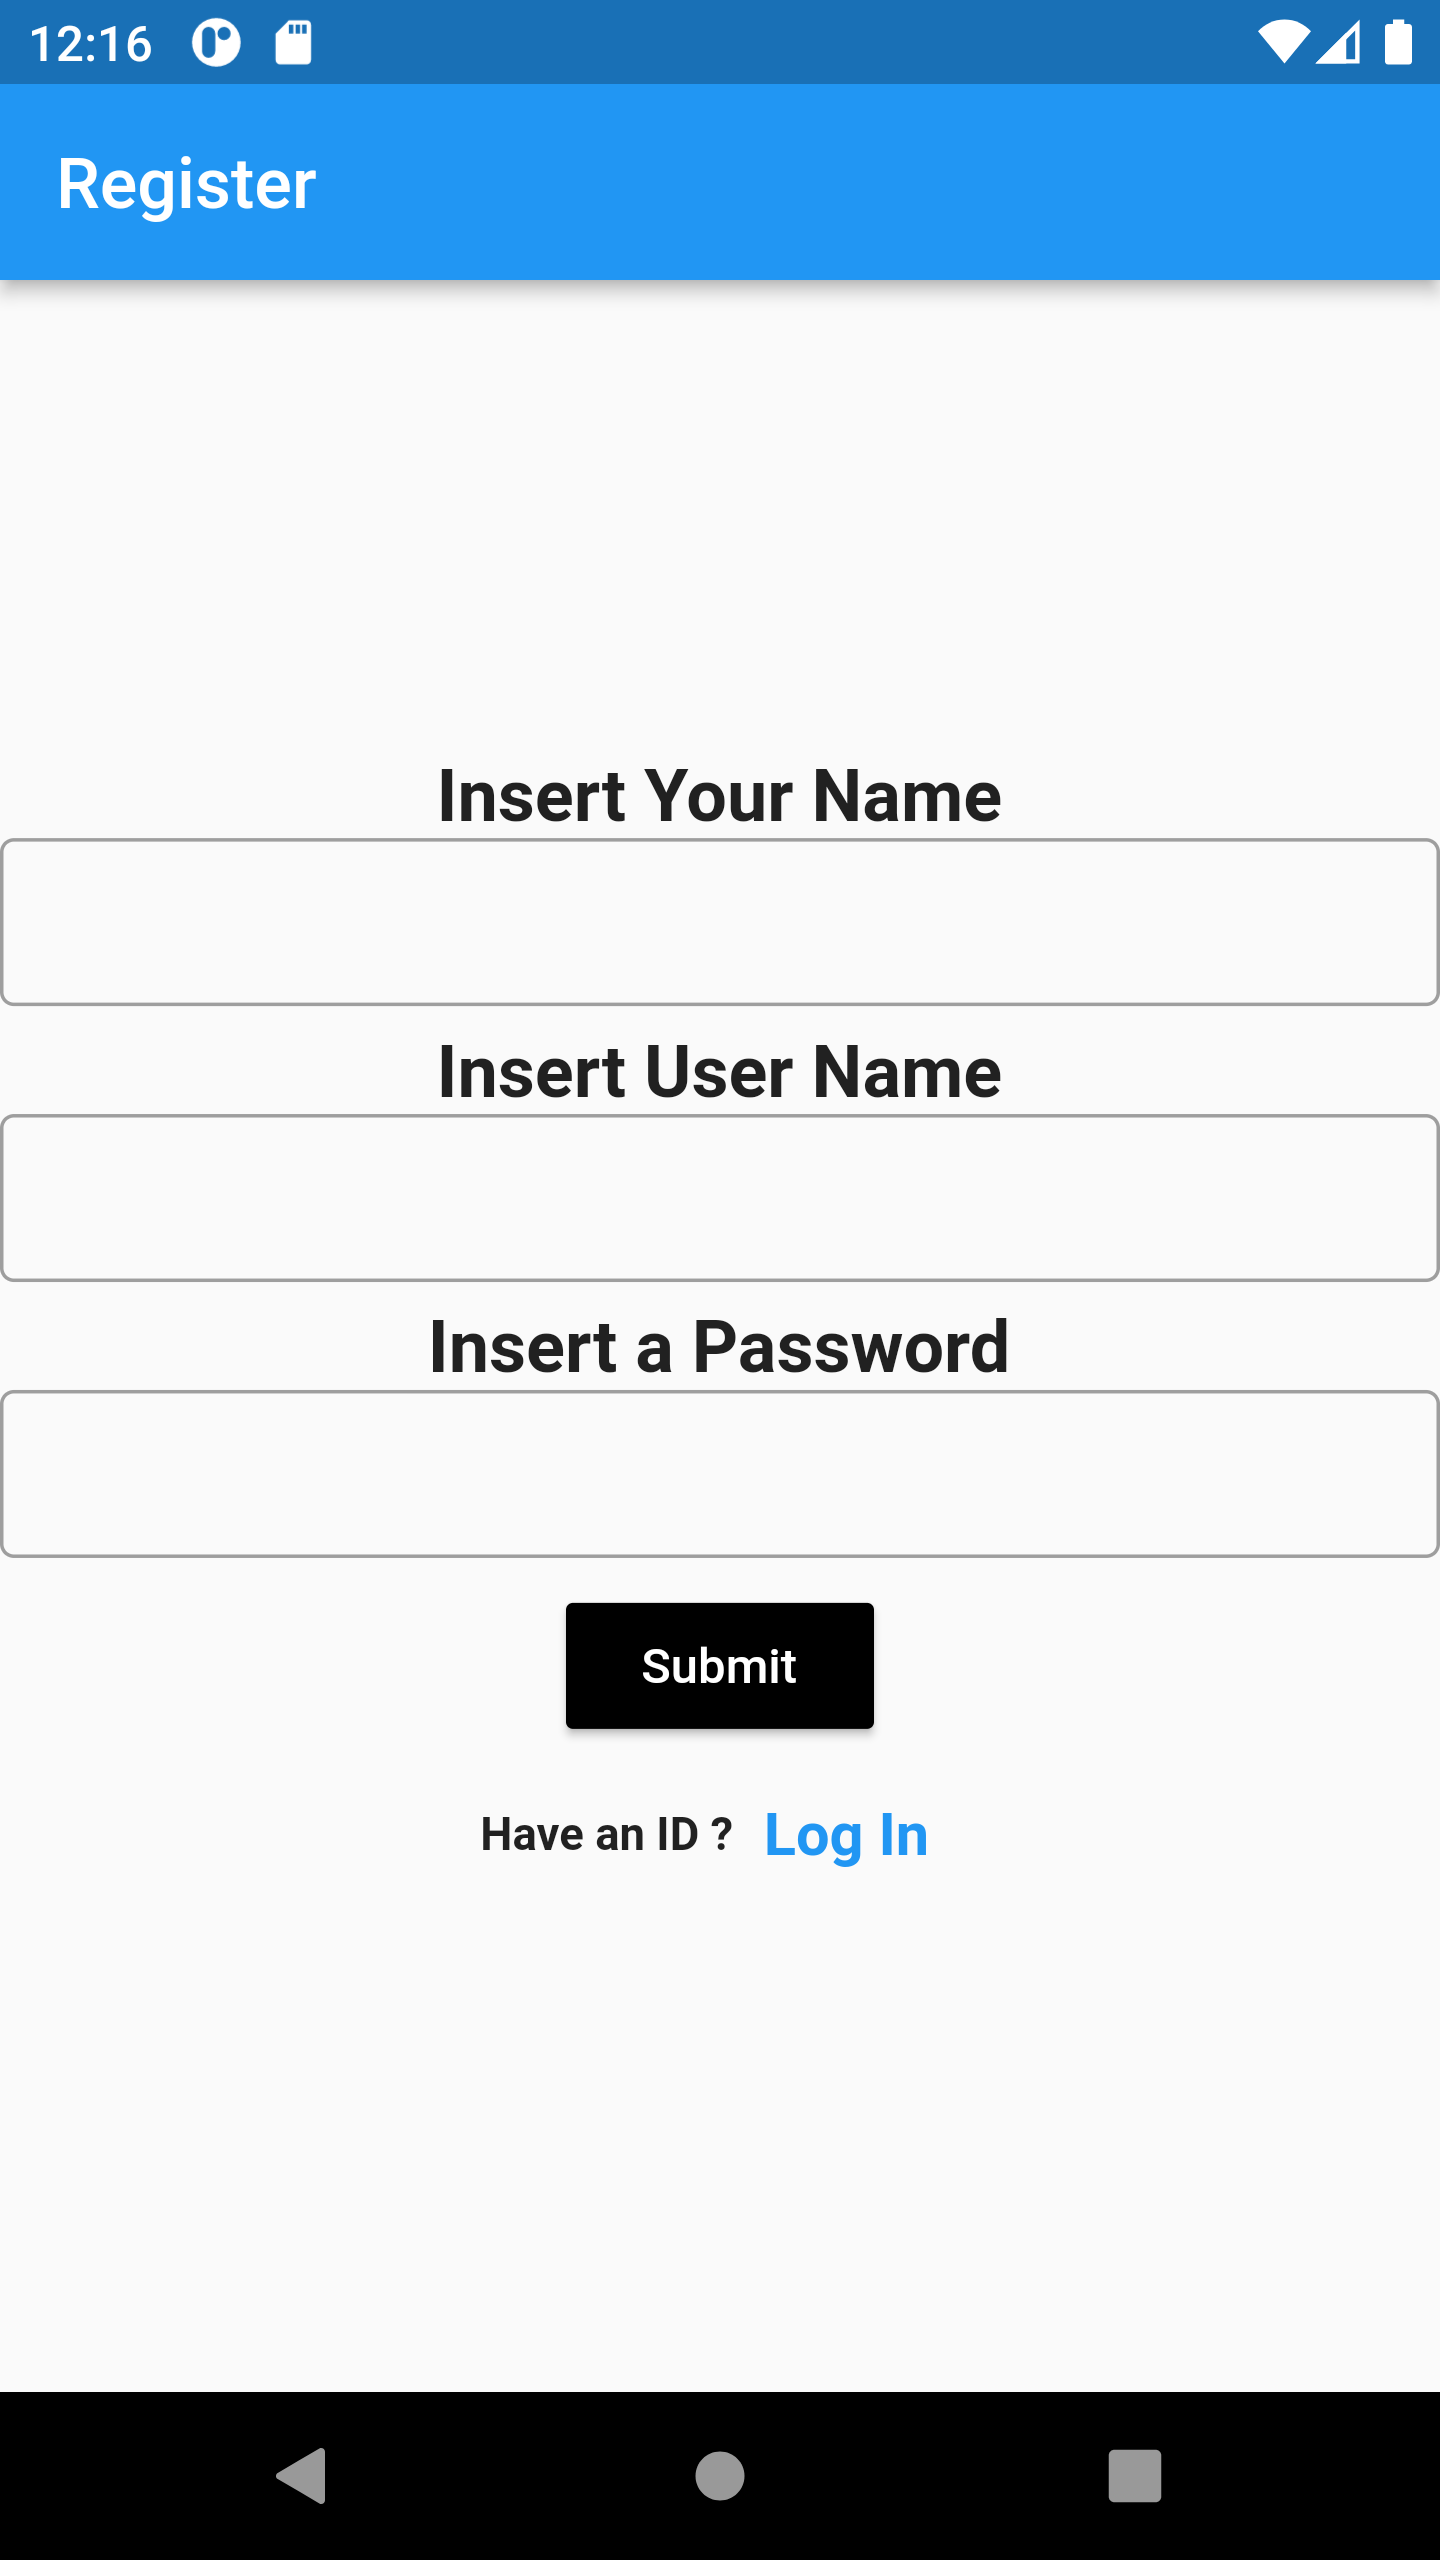 12:16
Register
Insert Your Name
Insert User Name
Insert a Password
Submit
Have an ID ? Log In